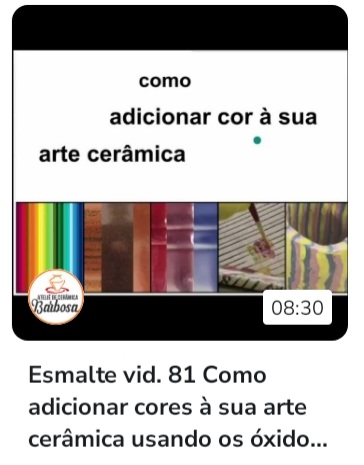 como
adicionar cor à sua
arte cerâmica
ATELIÊ DE CERÂMICA
Barbosa
08:30
Esmalte vid. 81 Como
adicionar cores à sua arte
cerâmica usando os óxido...